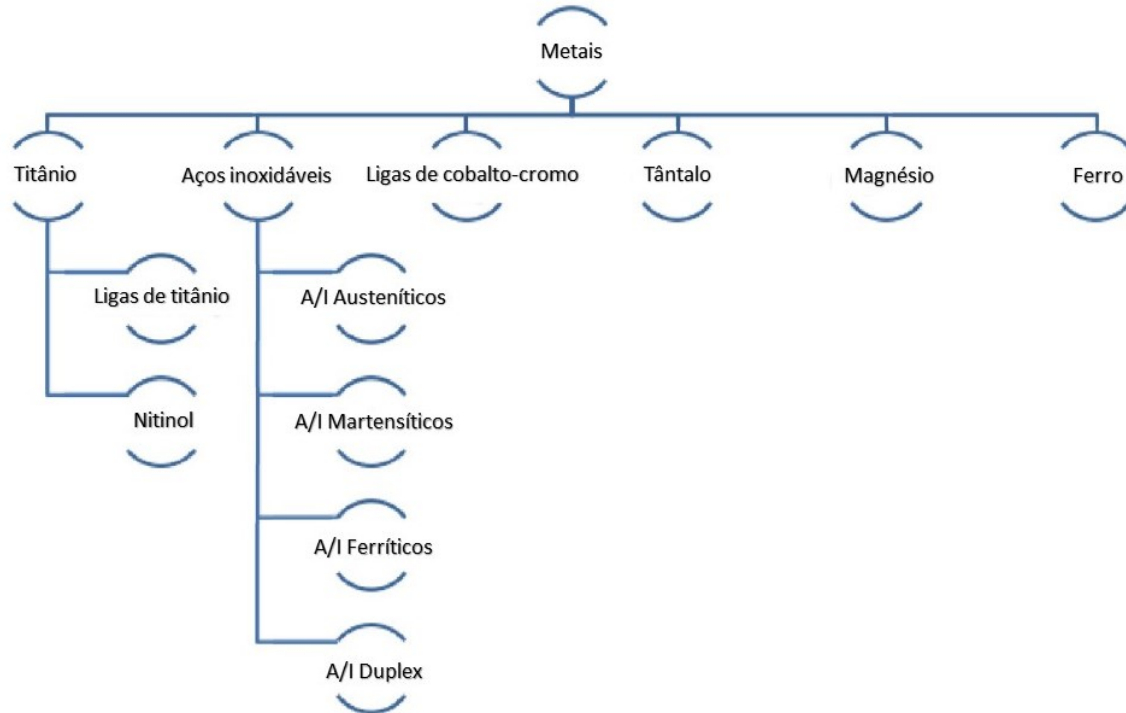 Metais
Titânio
Aços inoxidáveis
Ligas de cobalto-cromo
Tântalo
Magnésio
Ferro
Ligas de titânio
Nitinol
A/I Austeníticos
A/I Martensíticos
A/I Ferríticos
A/I Duplex